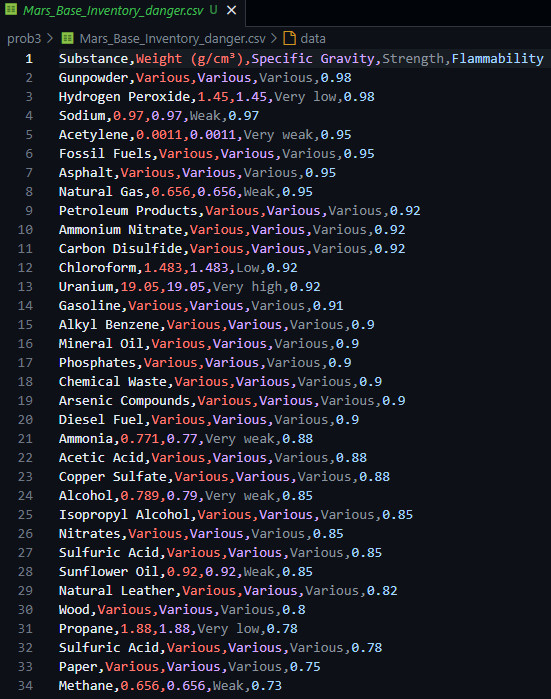 Mars_Base_Inventory_danger.csv U
prob3 > Mars_Base_Inventory_danger.csv > data
1 Substance,Weight (g/cm³),Specific Gravity,Strength,Flammability
2 Gunpowder,Various,Various,Various,0.98
3 Hydrogen Peroxide,1.45,1.45,Very low,0.98
4 Sodium,0.97,0.97,Weak,0.97
5 Acetylene,0.0011,0.0011,Very weak,0.95
6 Fossil Fuels,Various,Various,Various,0.95
7 Asphalt,Various,Various,Various,0.95
8 Natural Gas,0.656,0.656,Weak,0.95
9 Petroleum Products,Various,Various,Various,0.92
10 Ammonium Nitrate,Various,Various,Various,0.92
11 Carbon Disulfide,Various,Various,Various,0.92
12 Chloroform,1.483,1.483,Low,0.92
13 Uranium,19.05,19.05,Very high,0.92
14 Gasoline,Various,Various,Various,0.91
15 Alkyl Benzene,Various,Various,Various,0.9
16 Mineral Oil,Various,Various,Various,0.9
17 Phosphates,Various,Various,Various,0.9
18 Chemical Waste,Various,Various,Various,0.9
19 Arsenic Compounds,Various,Various,Various,0.9
20 Diesel Fuel,Various,Various,Various,0.9
21 Ammonia,0.771,0.77,Very weak,0.88
22 Acetic Acid,Various,Various,Various,0.88
23 Copper Sulfate,Various,Various,Various,0.88
24 Alcohol,0.789,0.79,Very weak,0.85
25 Isopropyl Alcohol,Various,Various,Various,0.85
26 Nitrates,Various,Various,Various,0.85
27 Sulfuric Acid,Various,Various,Various,0.85
28 Sunflower Oil,0.92,0.92,Weak,0.85
29 Natural Leather,Various,Various,Various,0.82
30 Wood,Various,Various,Various,0.8
31 Propane,1.88,1.88,Very low,0.78
32 Sulfuric Acid,Various,Various,Various,0.78
33 Paper,Various,Various,Various,0.75
34 Methane,0.656,0.656,Weak,0.73